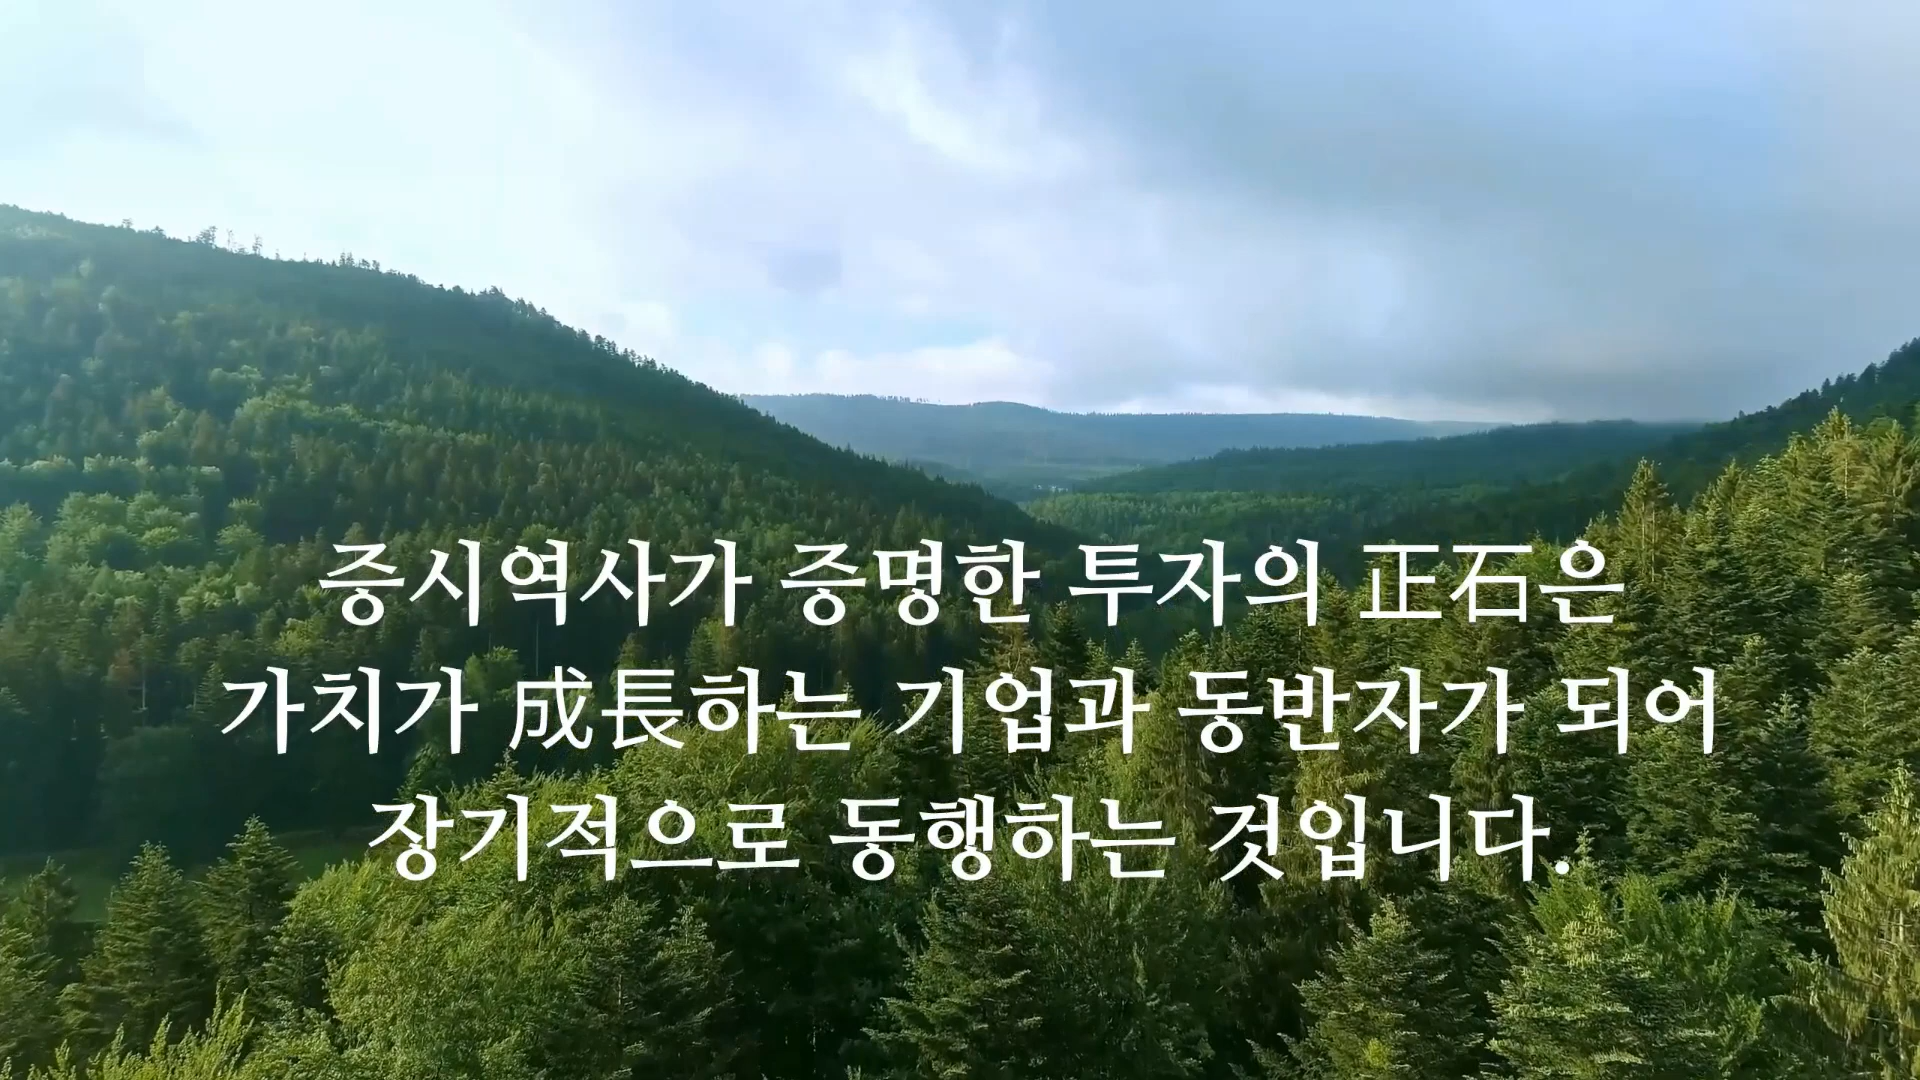 증시역사가 증명한 투자의 正石은
가치가 成長하는 기업과 동반자가 되어
장기적으로 동행하는 것입니다.